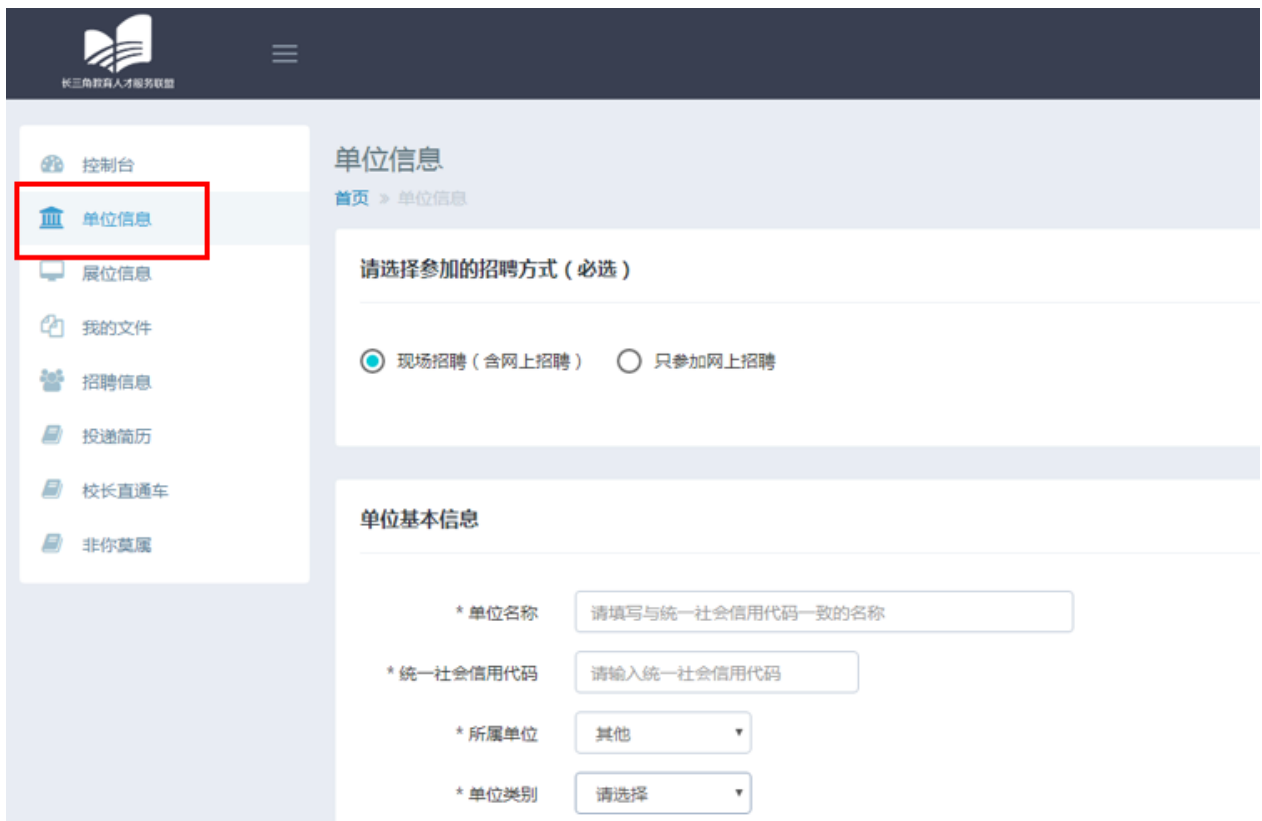 长三角教育人才服务联盟
控制台
单位信息
展位信息
我的文件
招聘信息
投递简历
校长直通车
非你莫属
单位信息
首页 » 单位信息
请选择参加的招聘方式（必选）
现场招聘（含网上招聘） 只参加网上招聘
单位基本信息
* 单位名称 请填写与统一社会信用代码一致的名称
* 统一社会信用代码 请输入统一社会信用代码
* 所属单位 其他
* 单位类别 请选择